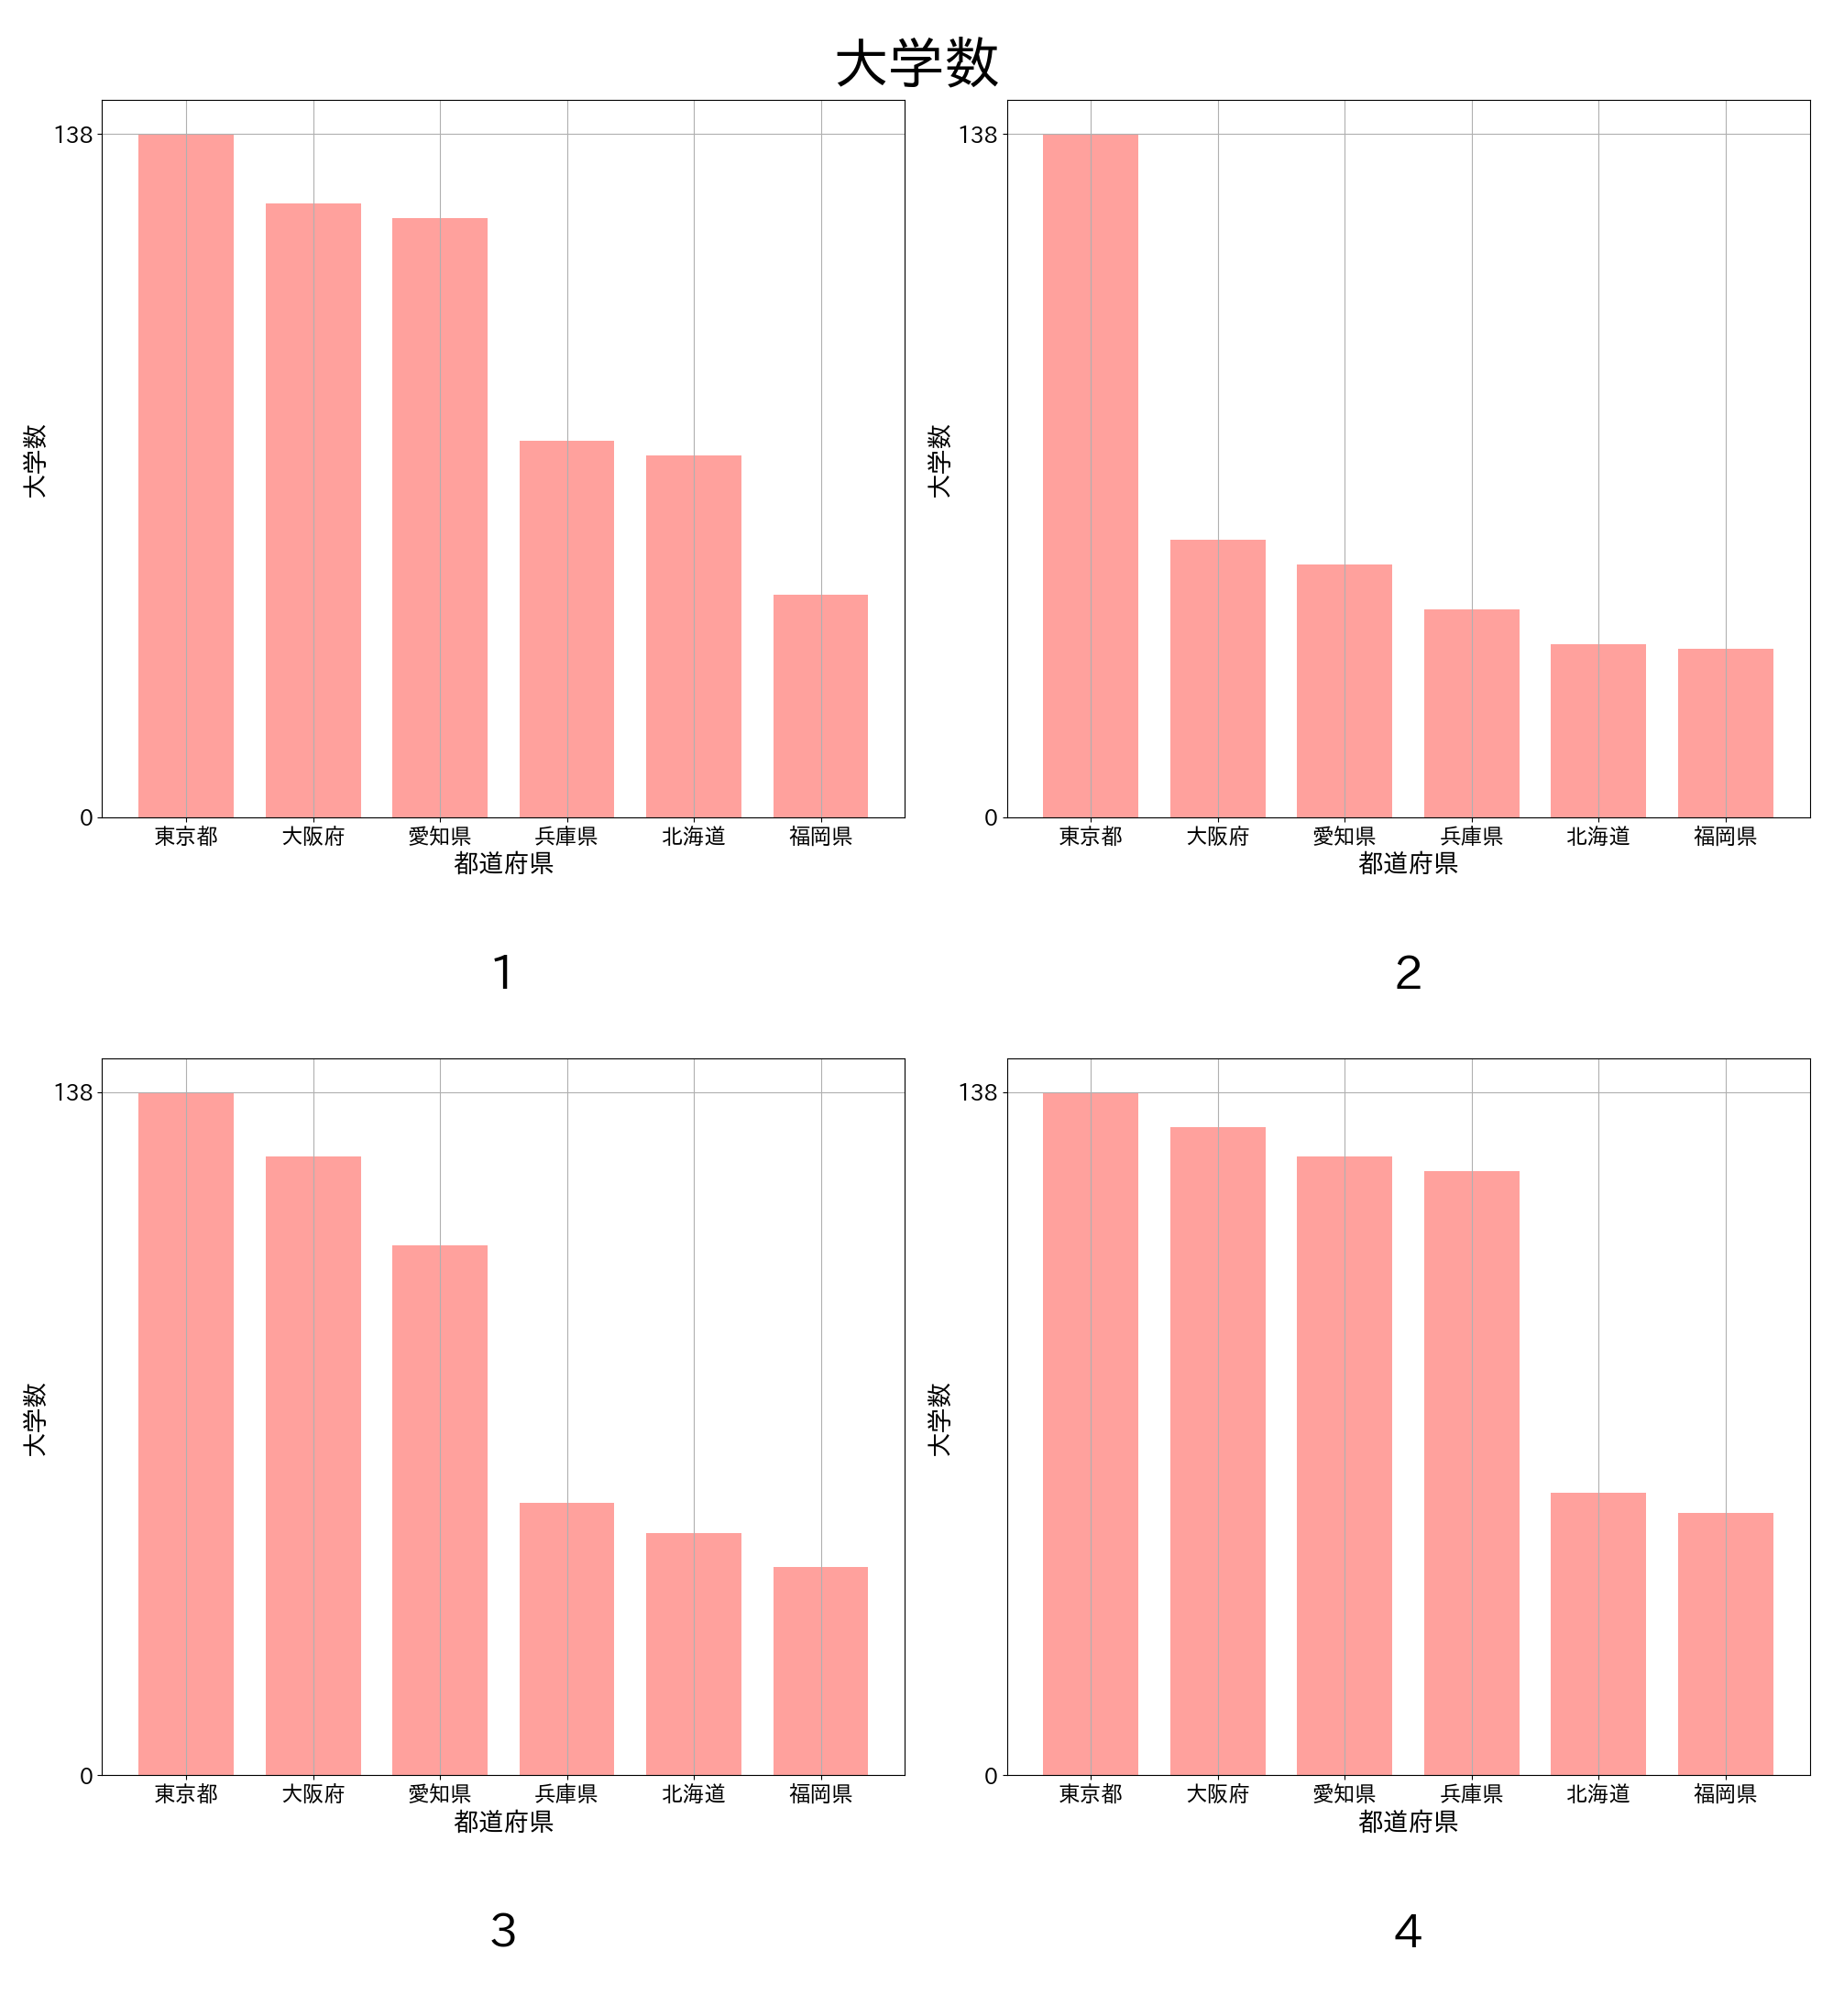 大学数
138
0
大学数
東京都 大阪府 愛知県 兵庫県 北海道 福岡県
都道府県
1
138
0
大学数
東京都 大阪府 愛知県 兵庫県 北海道 福岡県
都道府県
2
138
0
大学数
東京都 大阪府 愛知県 兵庫県 北海道 福岡県
都道府県
3
138
0
大学数
東京都 大阪府 愛知県 兵庫県 北海道 福岡県
都道府県
4